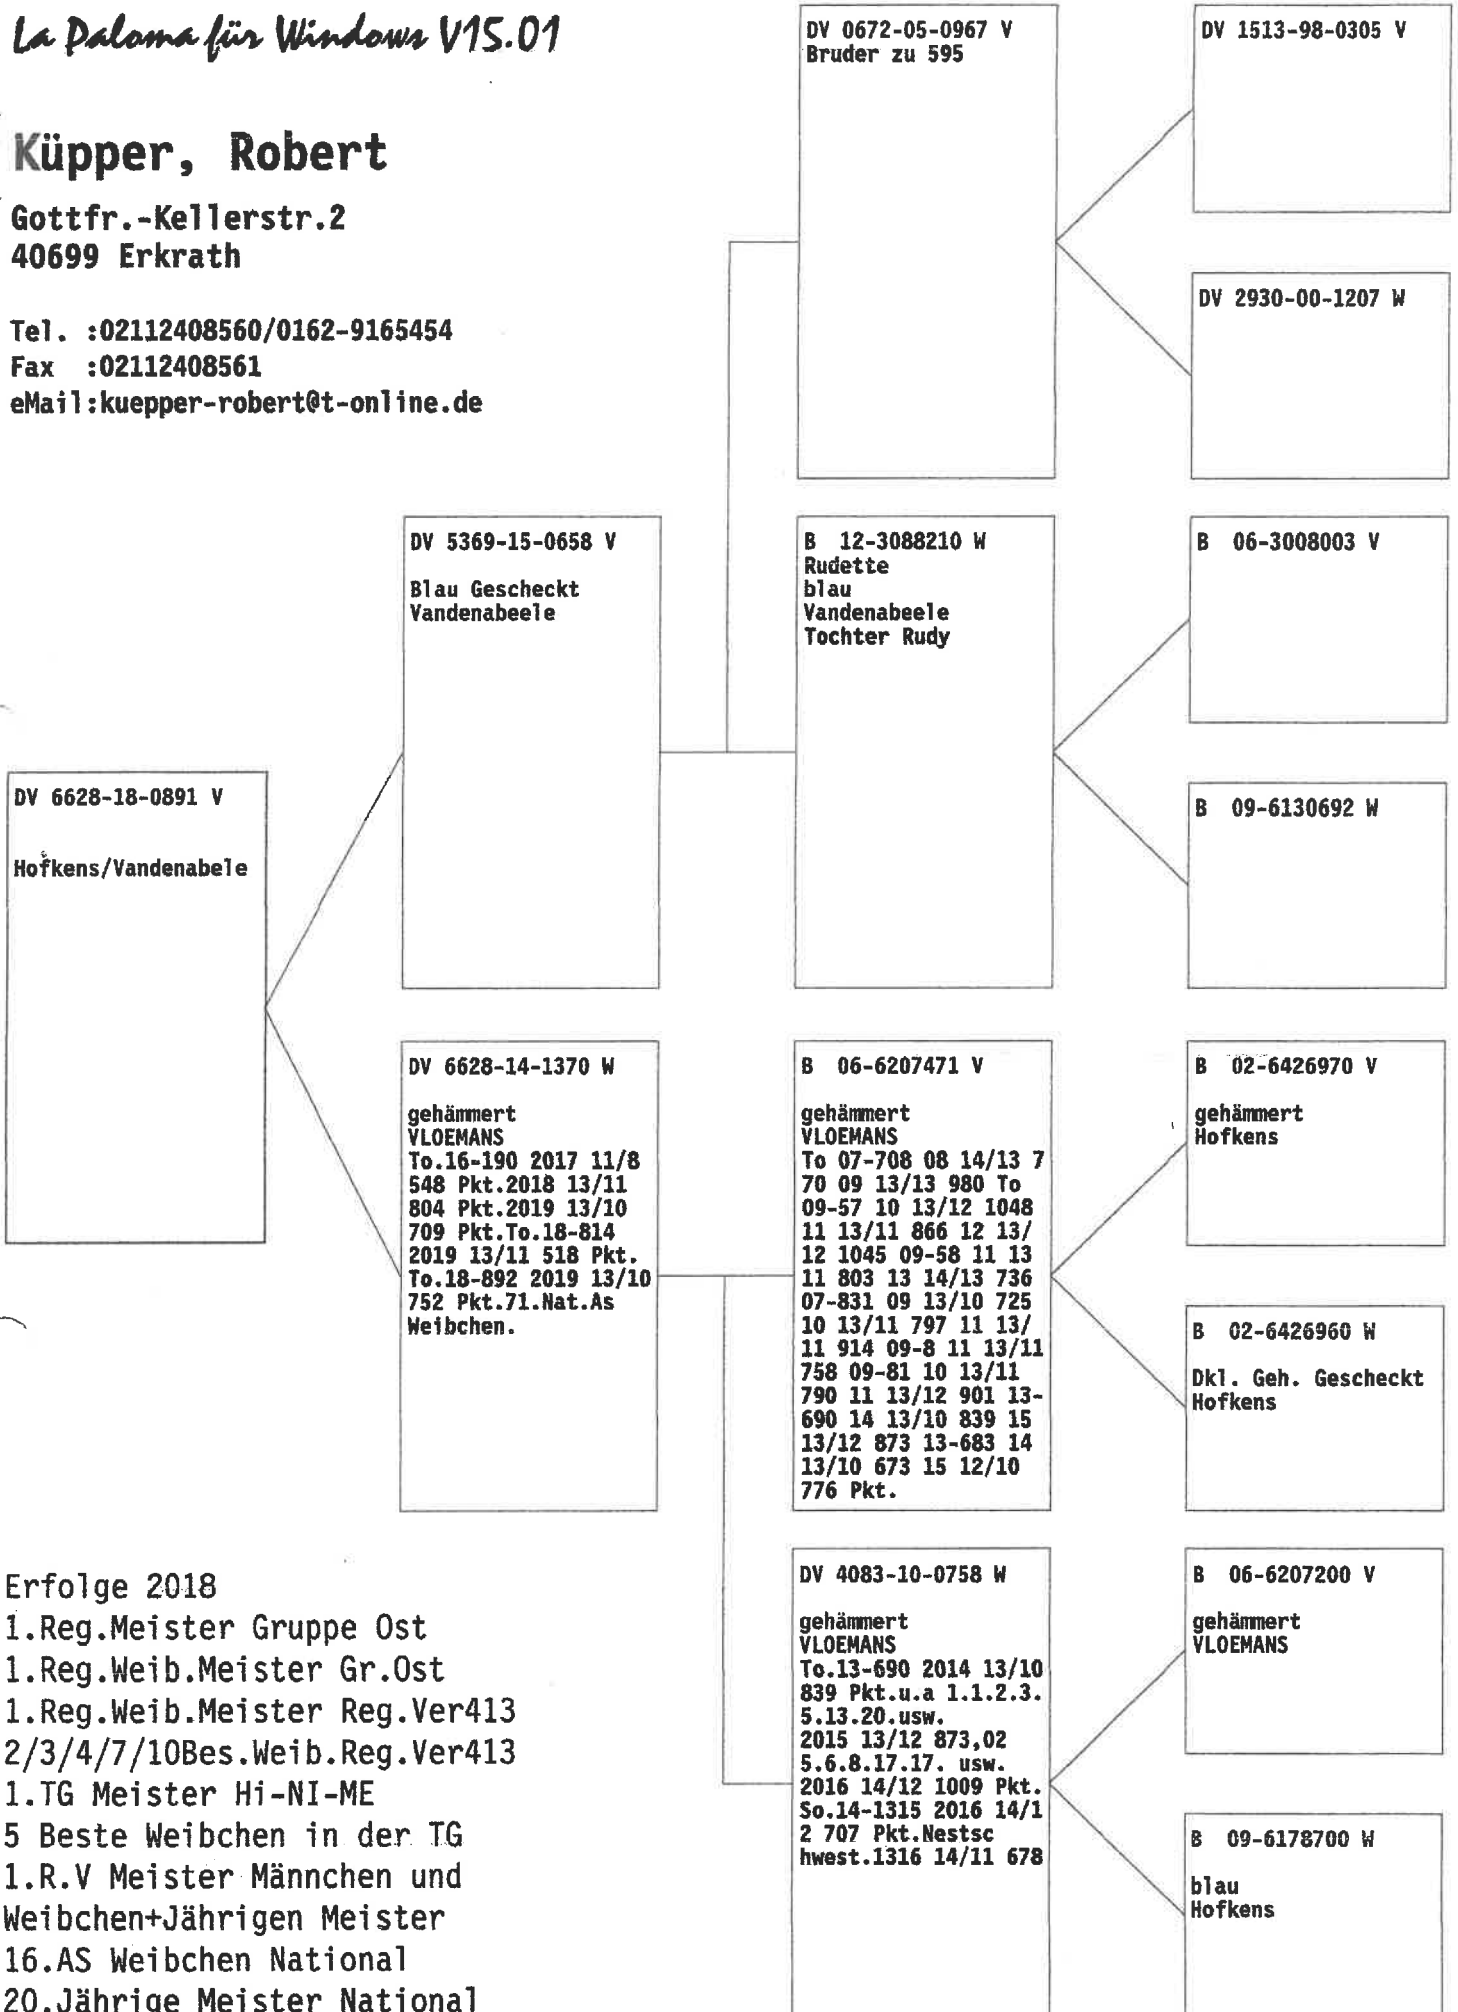 La Paloma für Windows V15.01
Küpper, Robert
Gottfr.-Kellerstr.2
40699 Erkrath
Tel. :02112408560/0162-9165454
Fax  :02112408561
eMail:kuepper-robert@t-online.de
DV 6628-18-0891 V
Hofkens/Vandenabele
DV 5369-15-0658 V
Blau Gescheckt
Vandenabeele
DV 6628-14-1370 W
gehämmert
VLOEMANS
To.16-190 2017 11/8
548 Pkt.2018 13/11
804 Pkt.2019 13/10
709 Pkt.To.18-814
2019 13/11 518 Pkt.
To.18-892 2019 13/10
752 Pkt.71.Nat.As
Weibchen.
DV 0672-05-0967 V
Bruder zu 595
B  12-3088210 W
Rudette
blau
Vandenabeele
Tochter Rudy
B  06-6207471 V
gehämmert
VLOEMANS
To 07-708 08 14/13 7
70 09 13/13 980 To
09-57 10 13/12 1048
11 13/11 866 12 13/
12 1045 09-58 11 13
11 803 13 14/13 736
07-831 09 13/10 725
10 13/11 797 11 13/
11 914 09-8 11 13/11
758 09-81 10 13/11
790 11 13/12 901 13-
690 14 13/10 839 15
13/12 873 13-683 14
13/10 673 15 12/10
776 Pkt.
DV 4083-10-0758 W
gehämmert
VLOEMANS
To.13-690 2014 13/10
839 Pkt.u.a 1.1.2.3.
5.13.20.usw.
2015 13/12 873,02
5.6.8.17.17. usw.
2016 14/12 1009 Pkt.
So.14-1315 2016 14/1
2 707 Pkt.Nestsc
hwest.1316 14/11 678
DV 1513-98-0305 V
DV 2930-00-1207 W
B  06-3008003 V
B  09-6130692 W
B  02-6426970 V
gehämmert
Hofkens
B  02-6426960 W
Dkl. Geh. Gescheckt
Hofkens
B  06-6207200 V
gehämmert
VLOEMANS
B  09-6178700 W
blau
Hofkens
Erfolge 2018
1.Reg.Meister Gruppe Ost
1.Reg.Weib.Meister Gr.Ost
1.Reg.Weib.Meister Reg.Ver413
2/3/4/7/10Bes.Weib.Reg.Ver413
1.TG Meister Hi-NI-ME
5 Beste Weibchen in der TG
1.R.V Meister Männchen und
Weibchen+Jährigen Meister
16.AS Weibchen National
20.Jährige Meister National